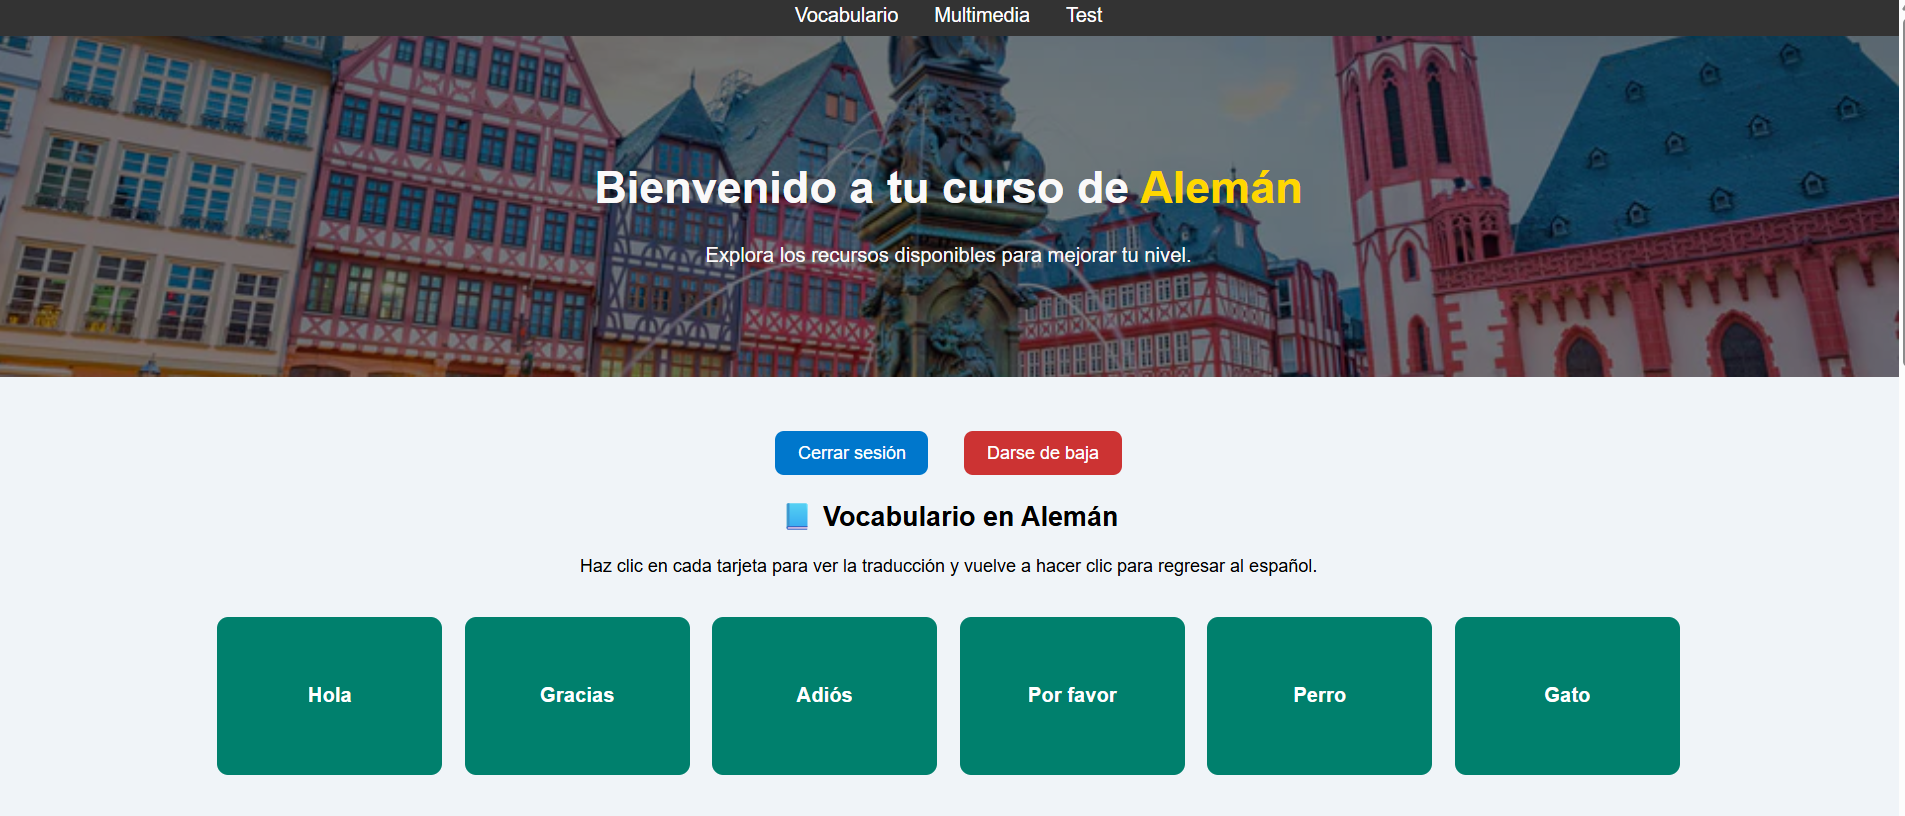 Vocabulario Multimedia Test
Bienvenido a tu curso de Alemán
Explora los recursos disponibles para mejorar tu nivel.
Cerrar sesión Darse de baja
Vocabulario en Alemán
Haz clic en cada tarjeta para ver la traducción y vuelve a hacer clic para regresar al español.
Hola Gracias Adiós Por favor Perro Gato